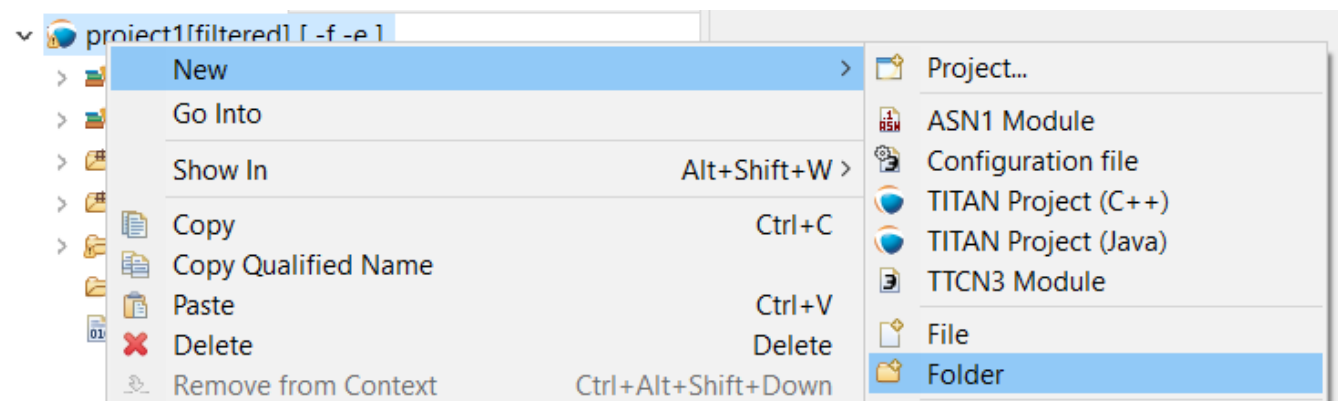 project1[filtered] [ -f -e ]
New >
Go Into
Show In Alt+Shift+W >
Copy Ctrl+C
Copy Qualified Name
Paste Ctrl+V
Delete Delete
Remove from Context Ctrl+Alt+Shift+Down
Project...
ASN1 Module
Configuration file
TITAN Project (C++)
TITAN Project (Java)
TTCN3 Module
File
Folder